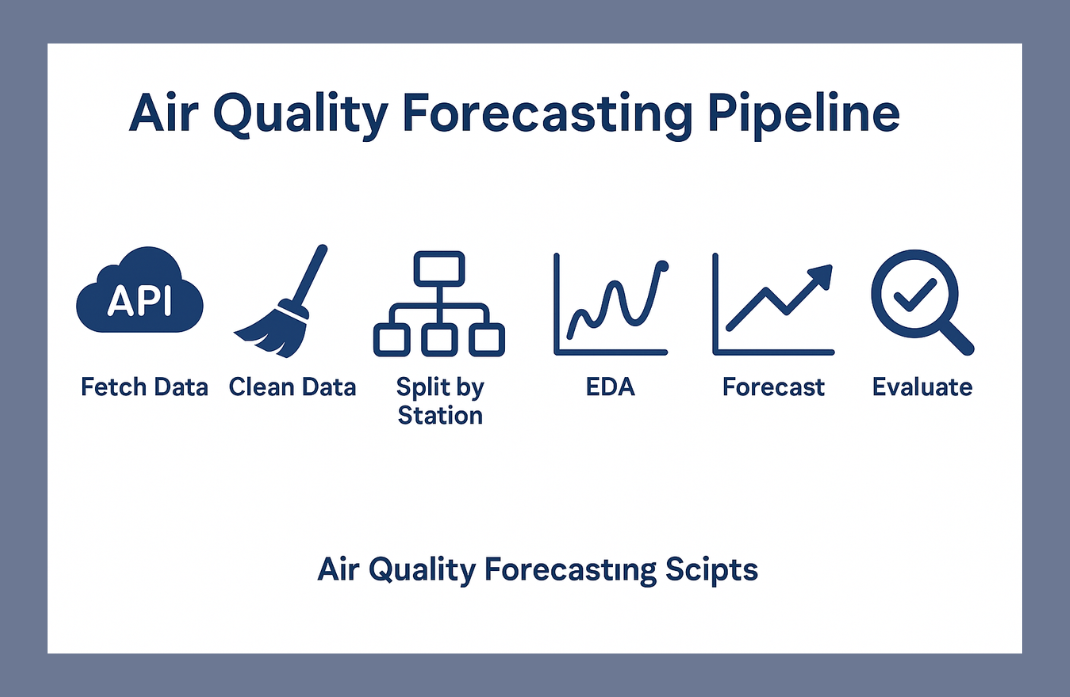 Air Quality Forecasting Pipeline
API
Fetch Data
Clean Data
Split by
Station
EDA
Forecast
Evaluate
Air Quality Forecastıng Scipts